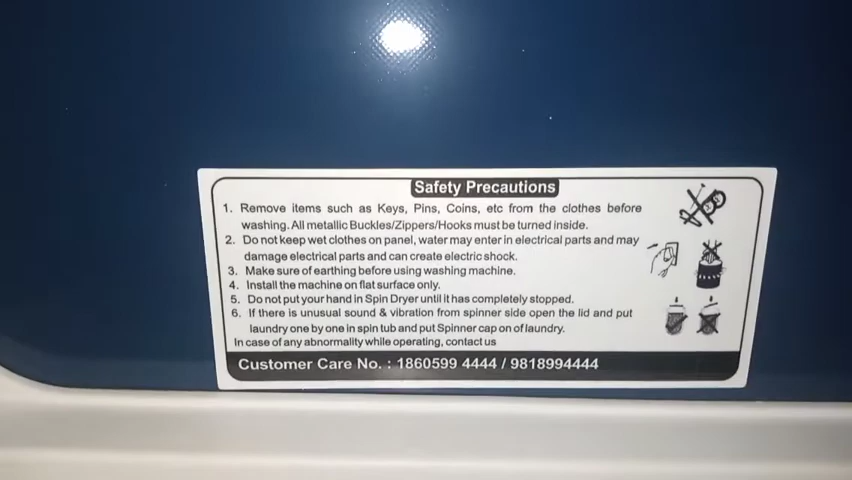 Safety Precautions
1. Remove items such as Keys, Pins, Coins, etc from the clothes before
washing. All metallic Buckles/Zippers/Hooks must be turned inside.
2. Do not keep wet clothes on panel, water may enter in electrical parts and may
damage electrical parts and can create electric shock.
3. Make sure of earthing before using washing machine.
4. Install the machine on flat surface only.
5. Do not put your hand in Spin Dryer until it has completely stopped.
6. If there is unusual sound & vibration from spinner side open the lid and put
laundry one by one in spin tub and put Spinner cap on of laundry.
In case of any abnormality while operating, contact us
Customer Care No. : 1860599 4444 / 9818994444